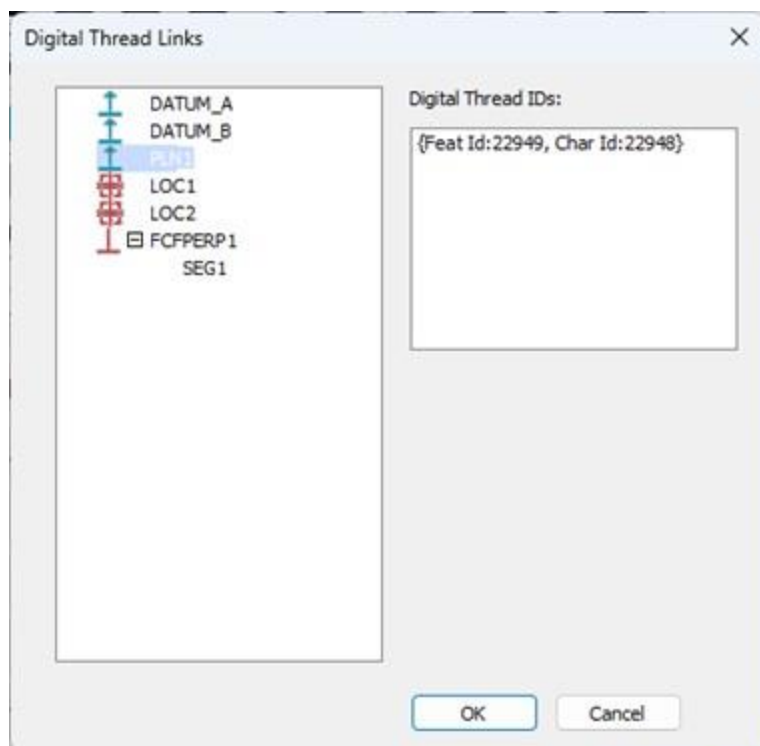 Digital Thread Links
DATUM_A
DATUM_B
PLN1
LOC1
LOC2
FCFPERP1
SEG1
Digital Thread IDs:
{Feat Id:22949, Char Id:22948}
OK
Cancel